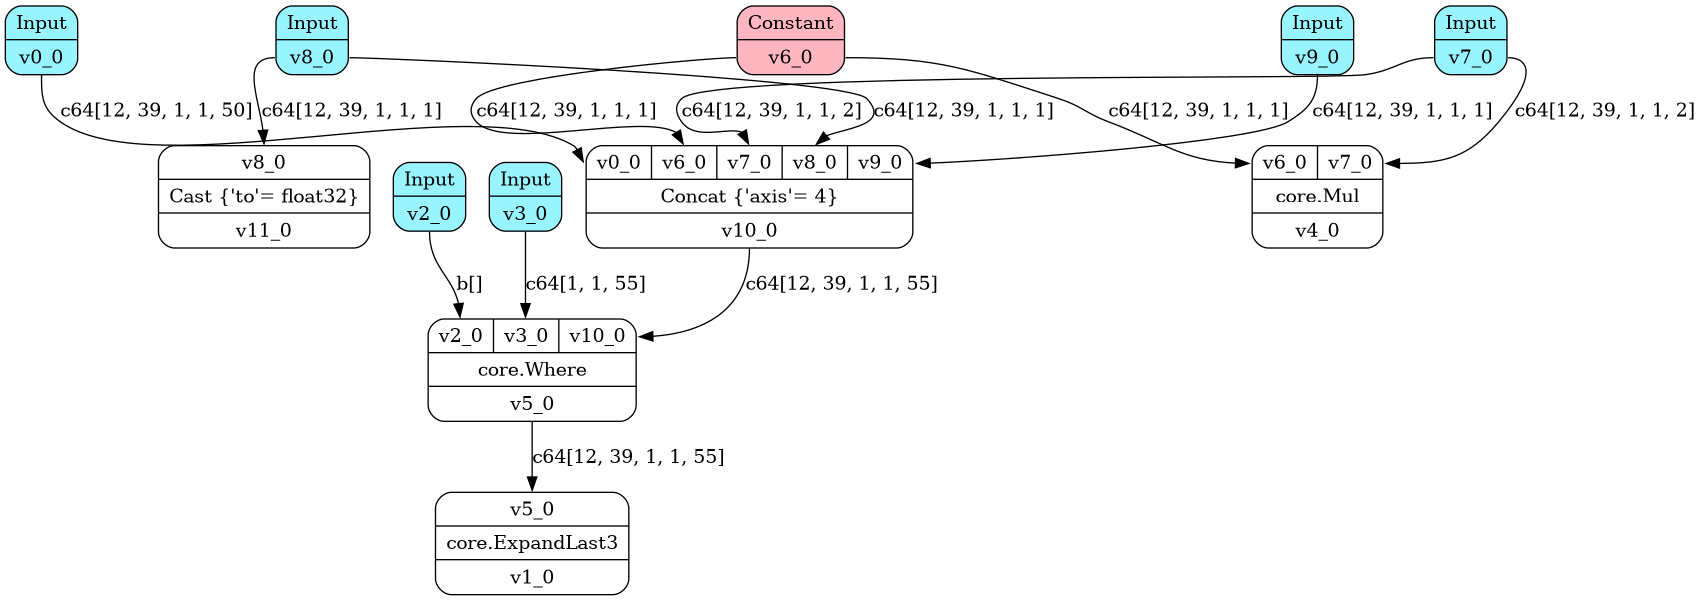 Input
v0_0
Input
v8_0
Constant
v6_0
Input
v9_0
Input
v7_0
c64[12, 39, 1, 1, 50]
c64[12, 39, 1, 1, 1]
c64[12, 39, 1, 1, 1]
c64[12, 39, 1, 1, 2]
c64[12, 39, 1, 1, 1]
c64[12, 39, 1, 1, 1]
c64[12, 39, 1, 1, 1]
c64[12, 39, 1, 1, 2]
v8_0
Cast {'to'= float32}
v11_0
Input
v2_0
Input
v3_0
v0_0 v6_0 v7_0 v8_0 v9_0
Concat {'axis'= 4}
v10_0
v6_0 v7_0
core.Mul
v4_0
b[]
c64[1, 1, 55]
c64[12, 39, 1, 1, 55]
v2_0 v3_0 v10_0
core.Where
v5_0
c64[12, 39, 1, 1, 55]
v5_0
core.ExpandLast3
v1_0